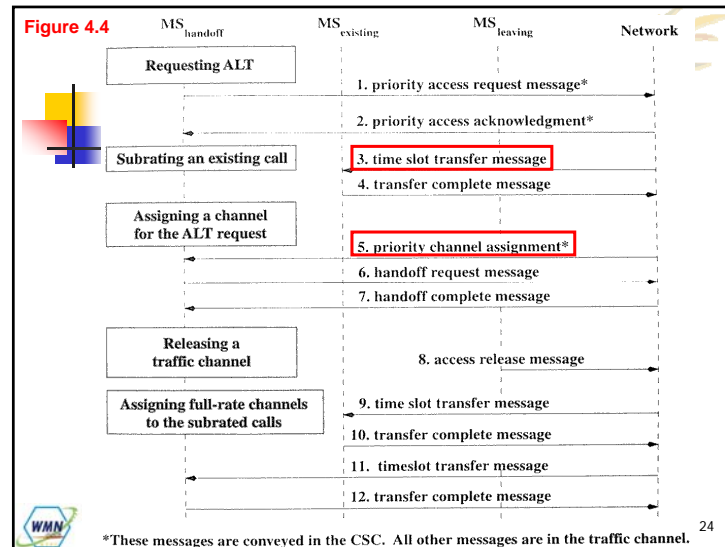 Figure 4.4
MS handoff
MS existing
MS leaving
Network
Requesting ALT
1. priority access request message*
2. priority access acknowledgment*
Subrating an existing call
3. time slot transfer message
4. transfer complete message
Assigning a channel
for the ALT request
5. priority channel assignment*
6. handoff request message
7. handoff complete message
Releasing a
traffic channel
8. access release message
Assigning full-rate channels
to the subrated calls
9. time slot transfer message
10. transfer complete message
11. timeslot transfer message
12. transfer complete message
WMN
*These messages are conveyed in the CSC. All other messages are in the traffic channel.
24